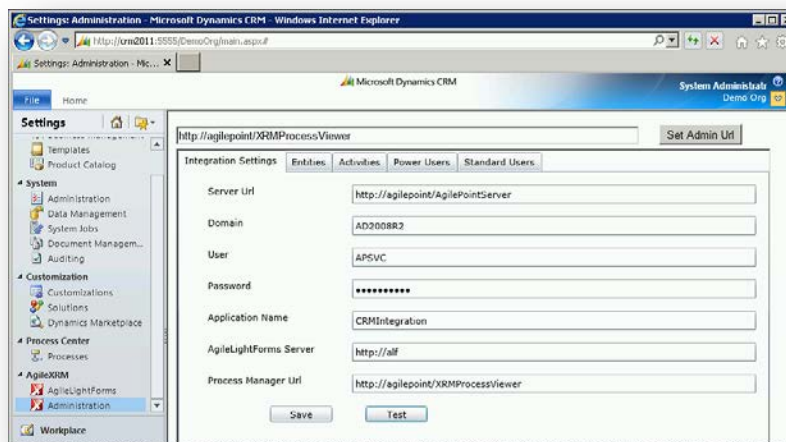 Settings: Administration - Microsoft Dynamics CRM - Windows Internet Explorer
http://crm2011:5555/DemoOrg/main.aspx#
Settings: Administration - Mic... X
Microsoft Dynamics CRM
System Administrator
Demo Org
File Home
Settings
Templates
Product Catalog
System
Administration
Data Management
System Jobs
Document Managem...
Auditing
Customization
Customizations
Solutions
Dynamics Marketplace
Process Center
Processes
AgileXRM
AgileLightForms
Administration
Workplace
http://agilepoint/XRMProcessViewer Set Admin Url
Integration Settings Entities Activities Power Users Standard Users
Server Url http://agilepoint/AgilePointServer
Domain AD2008R2
User APSVC
Password ••••••••••
Application Name CRMIntegration
AgileLightForms Server http://alf
Process Manager Url http://agilepoint/XRMProcessViewer
Save Test